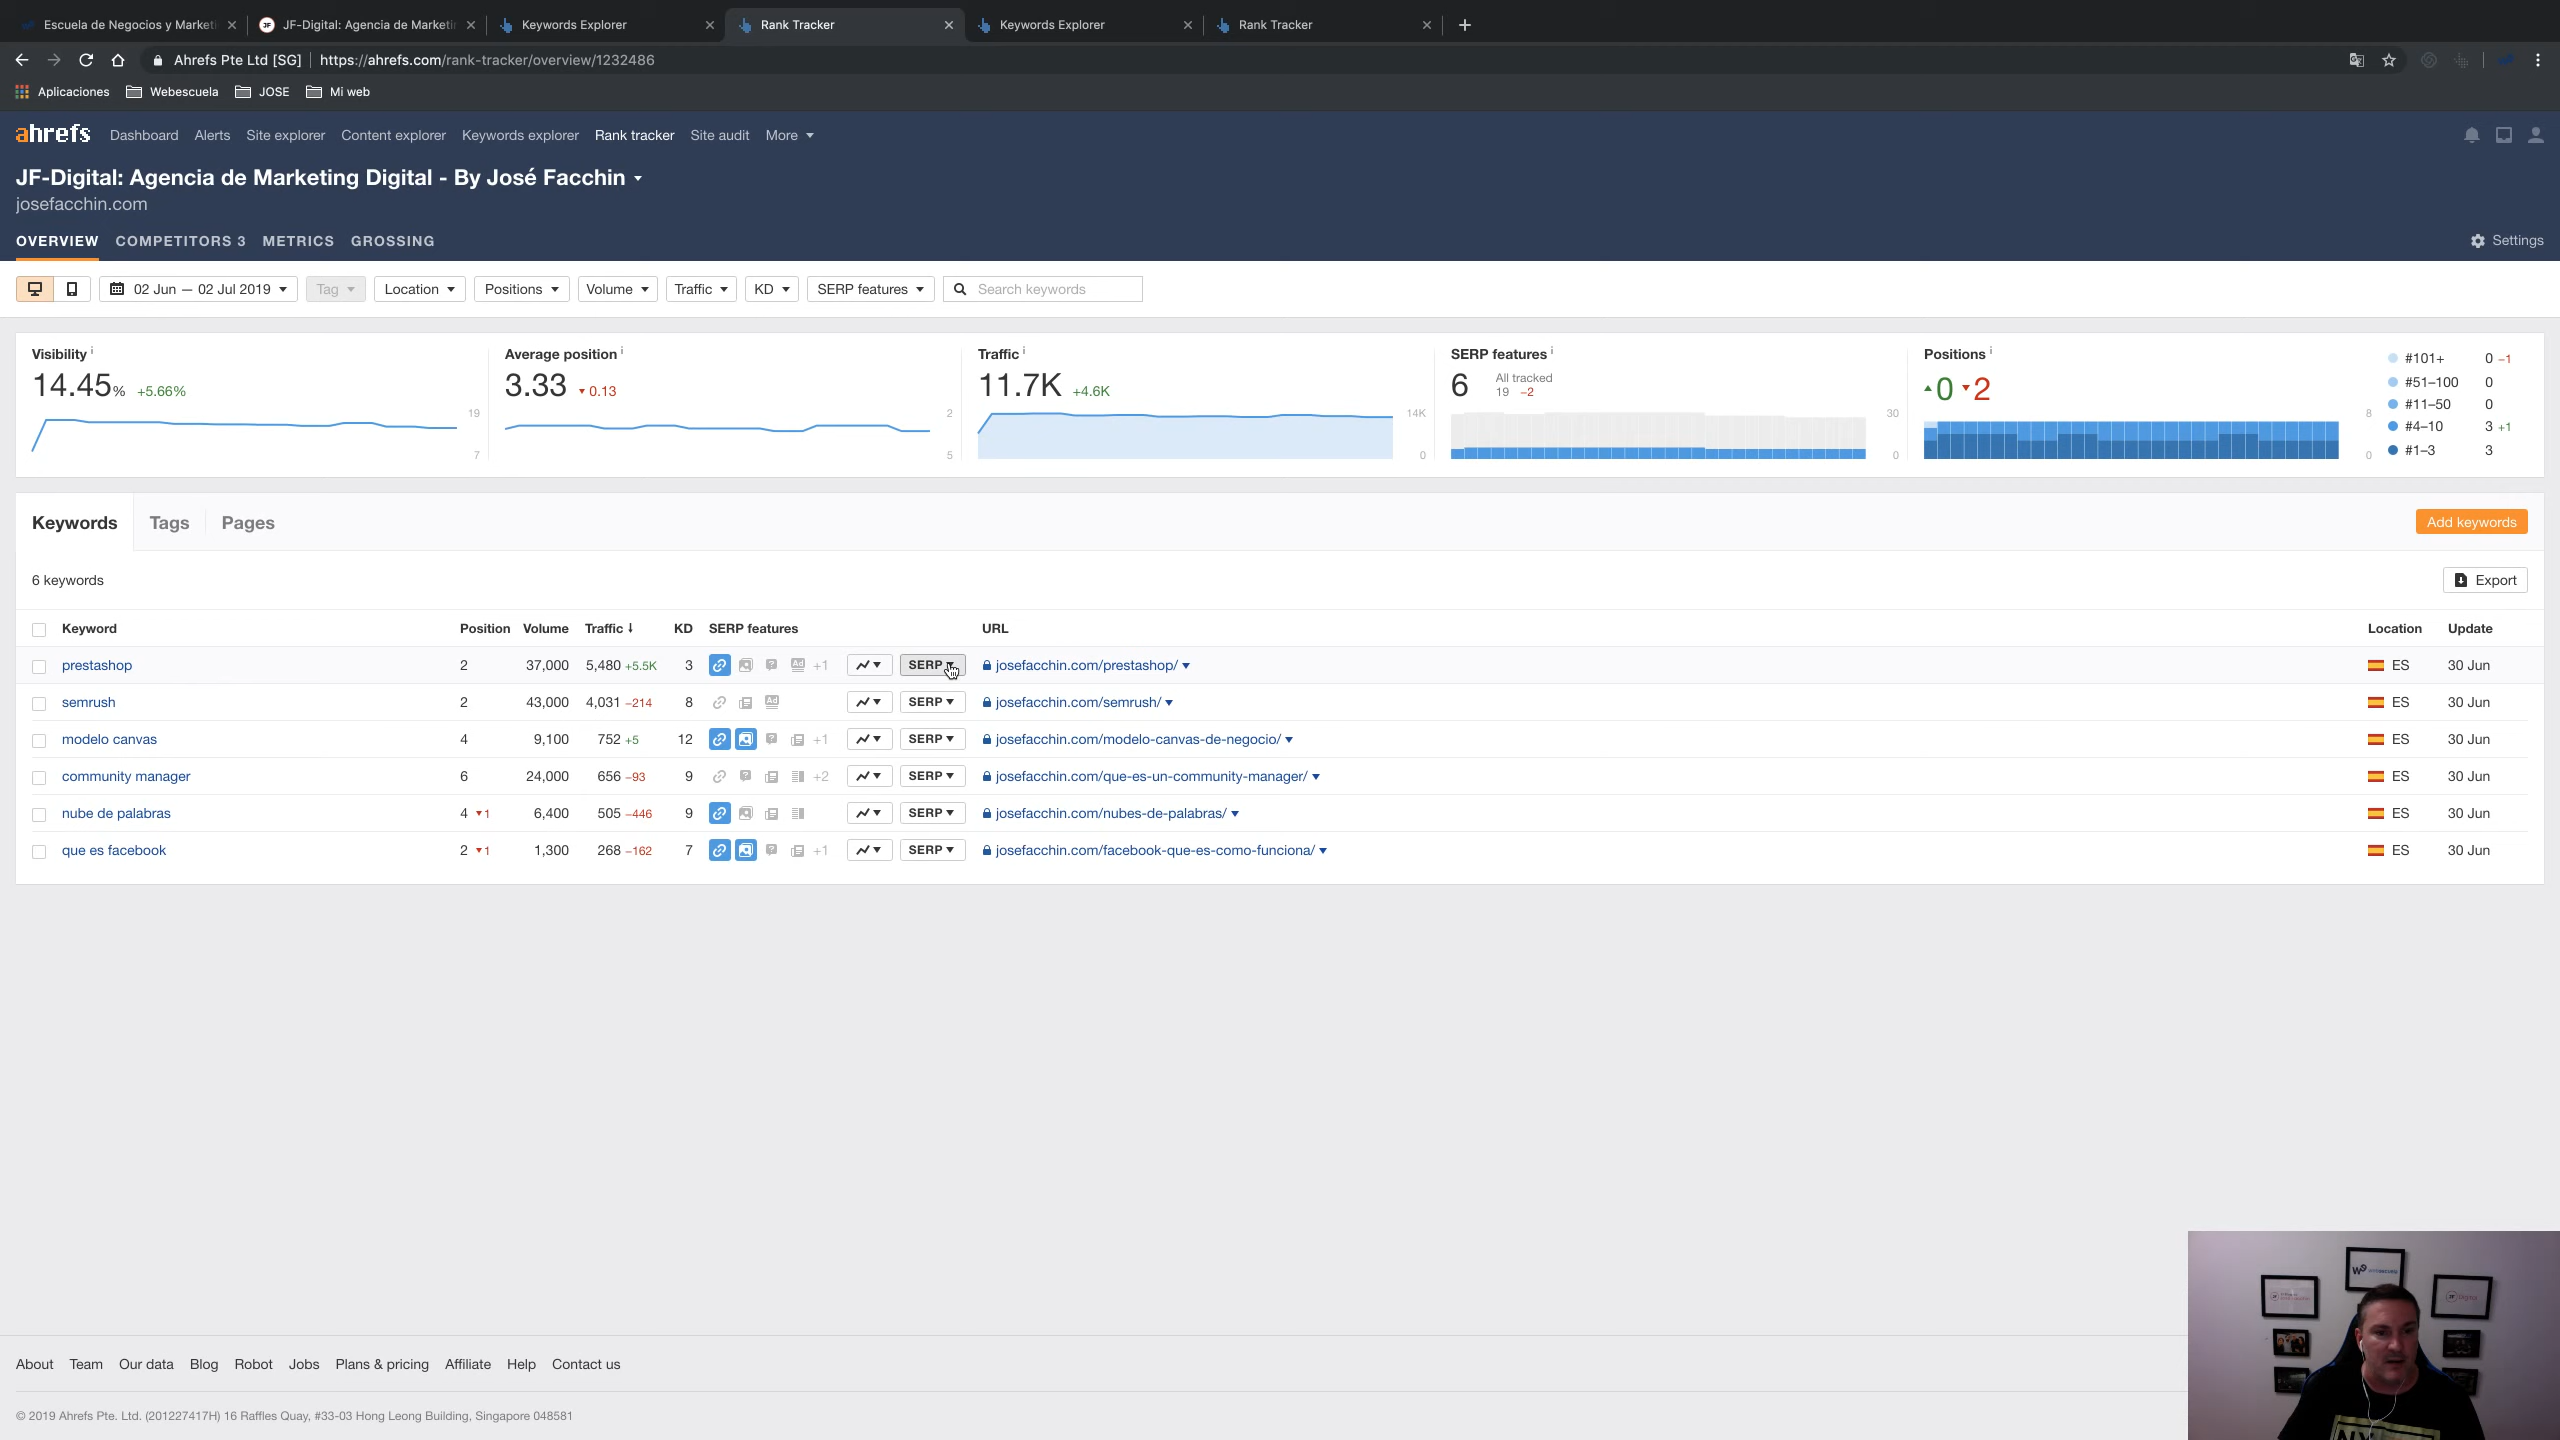 Escuela de Negocios y Marketi
JF-Digital: Agencia de Marketin
Keywords Explorer
Rank Tracker
Keywords Explorer
Rank Tracker
Ahrefs Pte Ltd [SG] | https://ahrefs.com/rank-tracker/overview/1232486
Aplicaciones Webescuela JOSE Mi web
ahrefs Dashboard Alerts Site explorer Content explorer Keywords explorer Rank tracker Site audit More
JF-Digital: Agencia de Marketing Digital - By José Facchin
josefacchin.com
OVERVIEW COMPETITORS 3 METRICS GROSSING Settings
02 Jun — 02 Jul 2019 Tag Location Positions Volume Traffic KD SERP features Search keywords
Visibility i
14.45% +5.66%
19
7
Average position i
3.33 0.13
2
5
Traffic i
11.7K +4.6K
14K
0
SERP features i
6 All tracked
19 –2
30
0
Positions i
0 2
8
0
#101+ 0 –1
#51–100 0
#11–50 0
#4–10 3 +1
#1–3 3
Keywords Tags Pages Add keywords
6 keywords Export
Keyword Position Volume Traffic KD SERP features URL Location Update
prestashop 2 37,000 5,480 +5.5K 3 Ad +1 SERP josefacchin.com/prestashop/ ES 30 Jun
semrush 2 43,000 4,031 –214 8 Ad SERP josefacchin.com/semrush/ ES 30 Jun
modelo canvas 4 9,100 752 +5 12 +1 SERP josefacchin.com/modelo-canvas-de-negocio/ ES 30 Jun
community manager 6 24,000 656 –93 9 +2 SERP josefacchin.com/que-es-un-community-manager/ ES 30 Jun
nube de palabras 4 1 6,400 505 –446 9 SERP josefacchin.com/nubes-de-palabras/ ES 30 Jun
que es facebook 2 1 1,300 268 –162 7 +1 SERP josefacchin.com/facebook-que-es-como-funciona/ ES 30 Jun
About Team Our data Blog Robot Jobs Plans & pricing Affiliate Help Contact us
© 2019 Ahrefs Pte. Ltd. (201227417H) 16 Raffles Quay, #33-03 Hong Leong Building, Singapore 048581